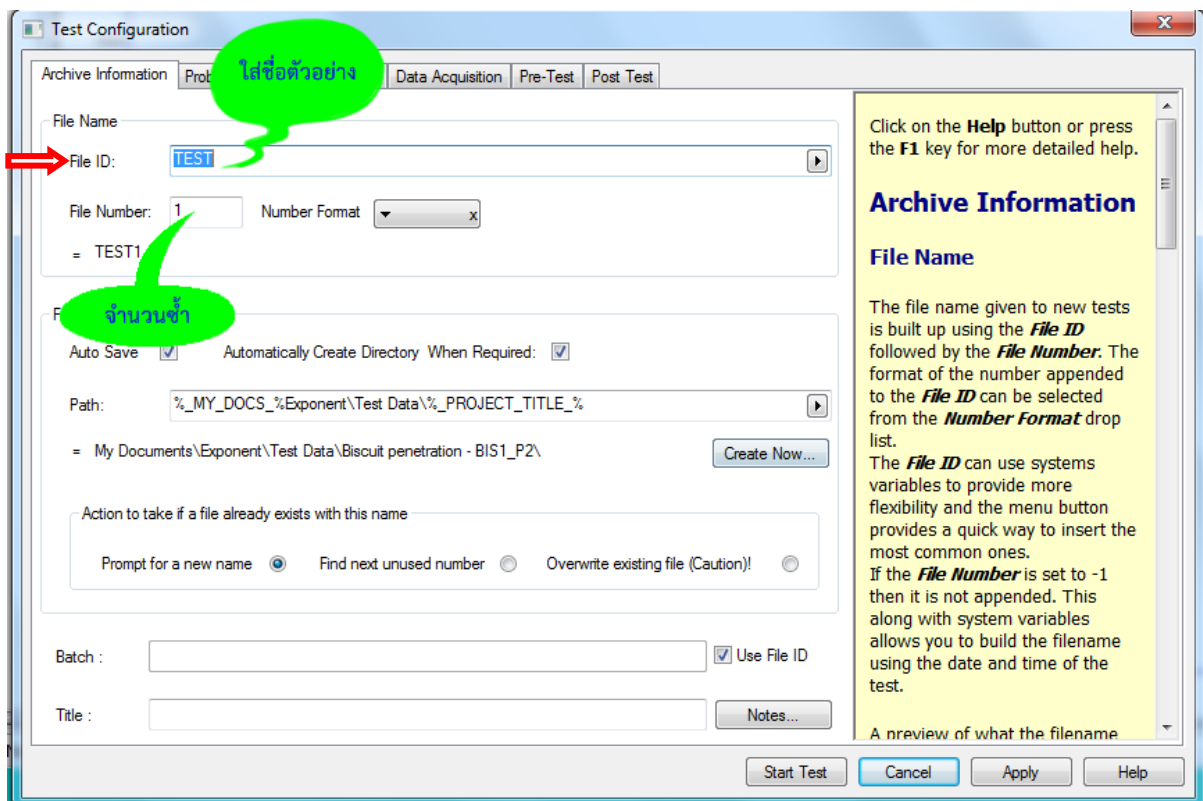 Test Configuration
Archive Information
ใส่ชื่อตัวอย่าง
Data Acquisition
Pre-Test
Post Test
File Name
File ID: TEST
File Number: 1 Number Format x
= TEST1
จำนวนซ้ำ
Auto Save Automatically Create Directory When Required:
Path: %_MY_DOCS_%Exponent\Test Data\%_PROJECT_TITLE_%
= My Documents\Exponent\Test Data\Biscuit penetration - BIS1_P2\ Create Now...
Action to take if a file already exists with this name
Prompt for a new name Find next unused number Overwrite existing file (Caution)!
Batch : Use File ID
Title : Notes...
Click on the Help button or press
the F1 key for more detailed help.
Archive Information
File Name
The file name given to new tests
is built up using the File ID
followed by the File Number. The
format of the number appended
to the File ID can be selected
from the Number Format drop
list.
The File ID can use systems
variables to provide more
flexibility and the menu button
provides a quick way to insert the
most common ones.
If the File Number is set to -1
then it is not appended. This
along with system variables
allows you to build the filename
using the date and time of the
test.
A preview of what the filename
Start Test Cancel Apply Help